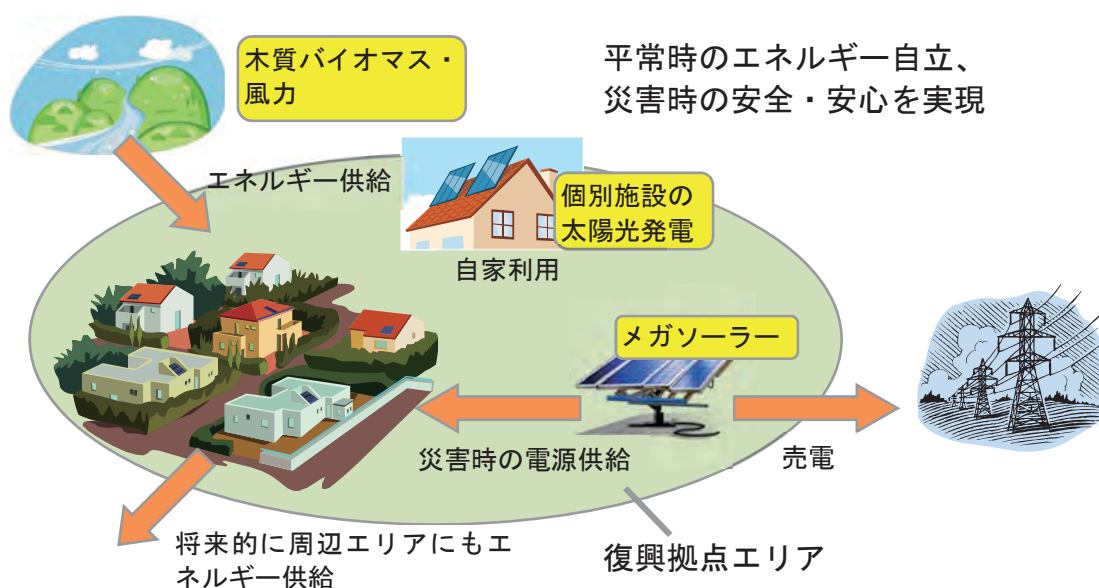 木質バイオマス・
風力
平常時のエネルギー自立、
災害時の安全・安心を実現
エネルギー供給
個別施設の
太陽光発電
自家利用
メガソーラー
災害時の電源供給
売電
将来的に周辺エリアにもエ
ネルギー供給
復興拠点エリア